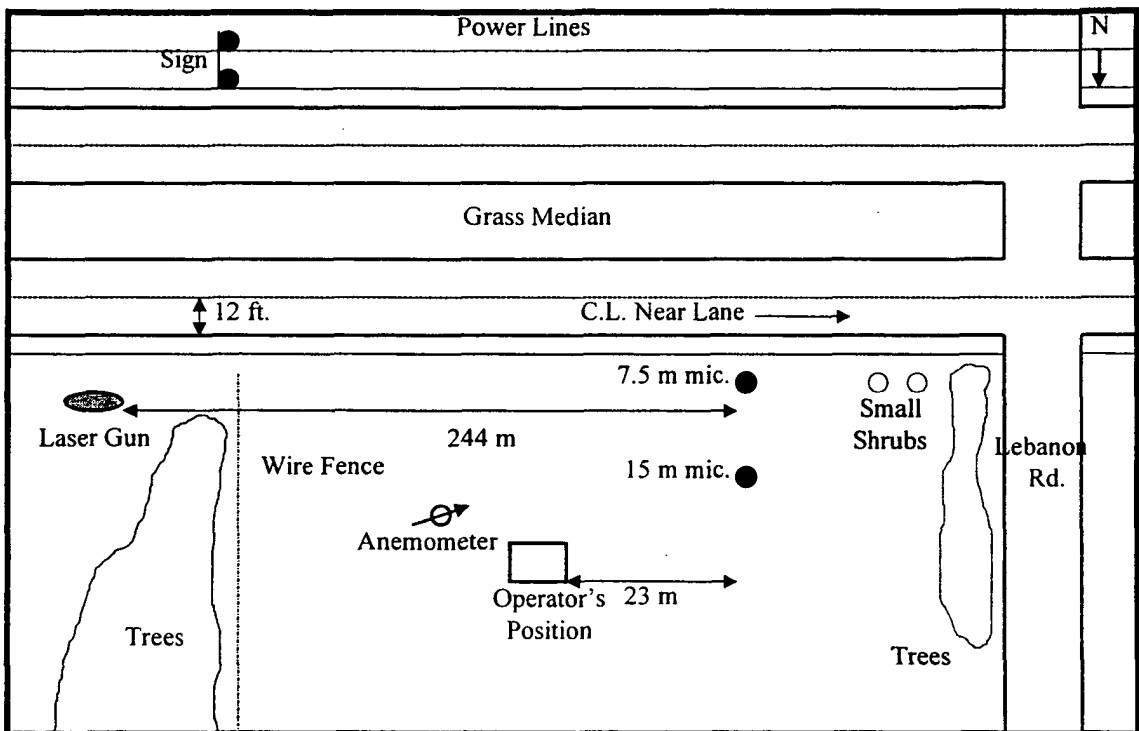 Power Lines
N
Sign
Grass Median
12 ft.
C.L. Near Lane
7.5 m mic.
Laser Gun
244 m
Small
Shrubs
Wire Fence
15 m mic.
Lebanon
Rd.
Anemometer
Operator's
Position
23 m
Trees
Trees